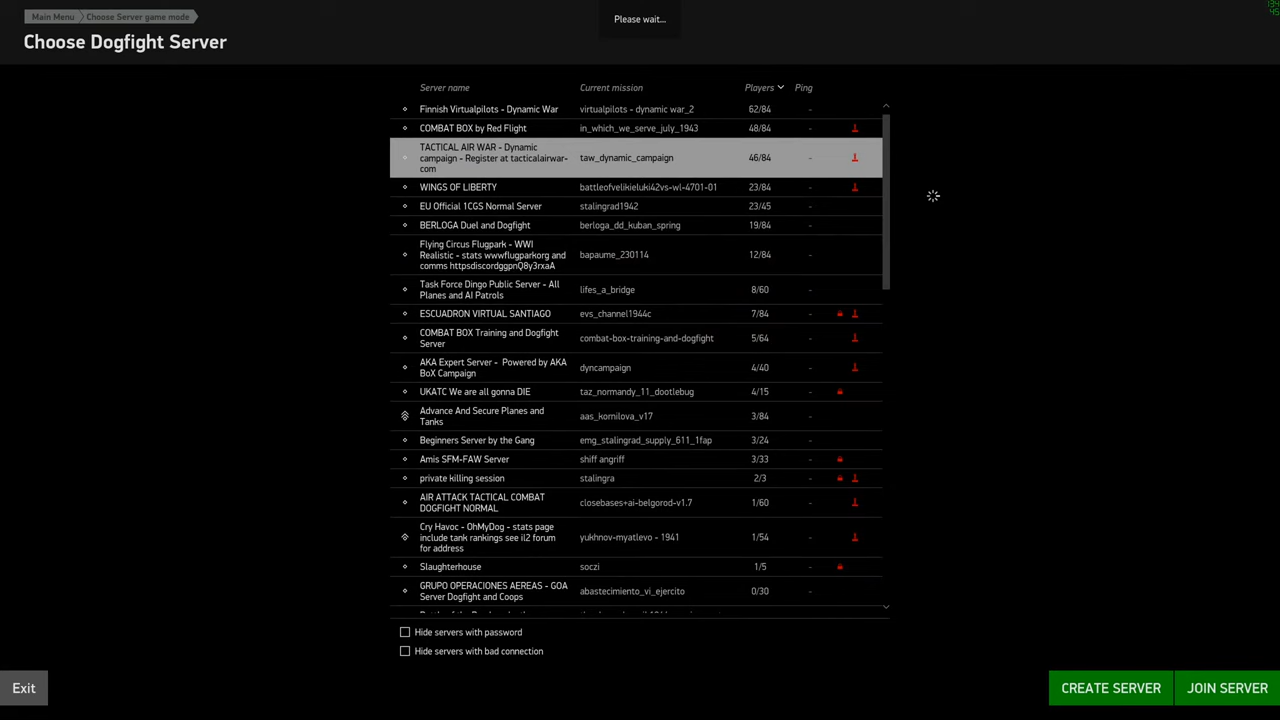 Main Menu
Choose Server game mode
Please wait...
Choose Dogfight Server
Server name Current mission Players Ping
Finnish Virtualpilots - Dynamic War virtualpilots - dynamic war_2 62/84 -
COMBAT BOX by Red Flight in_which_we_serve_july_1943 48/84 -
TACTICAL AIR WAR - Dynamic
campaign - Register at tacticalairwar-
com
taw_dynamic_campaign 46/84 -
WINGS OF LIBERTY battleofvelikieluki42vs-wl-4701-01 23/84 -
EU Official 1CGS Normal Server stalingrad1942 23/45 -
BERLOGA Duel and Dogfight berloga_dd_kuban_spring 19/84 -
Flying Circus Flugpark - WWI
Realistic - stats wwwflugparkorg and
comms httpsdiscordggpnQ8y3rxaA
bapaume_230114 12/84 -
Task Force Dingo Public Server - All
Planes and AI Patrols
lifes_a_bridge 8/60 -
ESCUADRON VIRTUAL SANTIAGO evs_channel1944c 7/84 -
COMBAT BOX Training and Dogfight
Server
combat-box-training-and-dogfight 5/64 -
AKA Expert Server - Powered by AKA
BoX Campaign
dyncampaign 4/40 -
UKATC We are all gonna DIE taz_normandy_11_dootlebug 4/15 -
Advance And Secure Planes and
Tanks
aas_kornilova_v17 3/84 -
Beginners Server by the Gang emg_stalingrad_supply_611_1fap 3/24 -
Amis SFM-FAW Server shiff angriff 3/33 -
private killing session stalingra 2/3 -
AIR ATTACK TACTICAL COMBAT
DOGFIGHT NORMAL
closebases+ai-belgorod-v1.7 1/60 -
Cry Havoc - OhMyDog - stats page
include tank rankings see il2 forum
for address
yukhnov-myatlevo - 1941 1/54 -
Slaughterhouse soczi 1/5 -
GRUPO OPERACIONES AEREAS - GOA
Server Dogfight and Coops
abastecimiento_vi_ejercito 0/30 -
Hide servers with password
Hide servers with bad connection
Exit
CREATE SERVER
JOIN SERVER